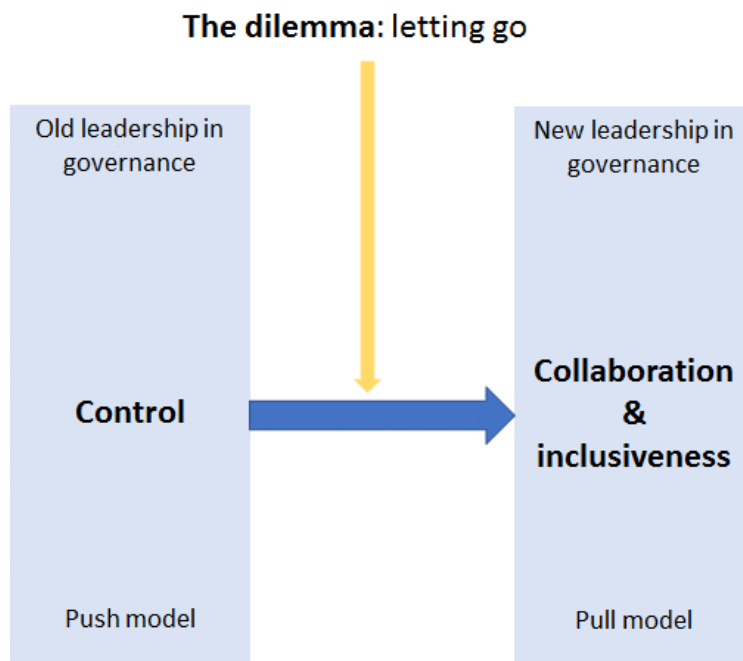 The dilemma: letting go
Old leadership in
governance
Control
Push model
New leadership in
governance
Collaboration
&
inclusiveness
Pull model